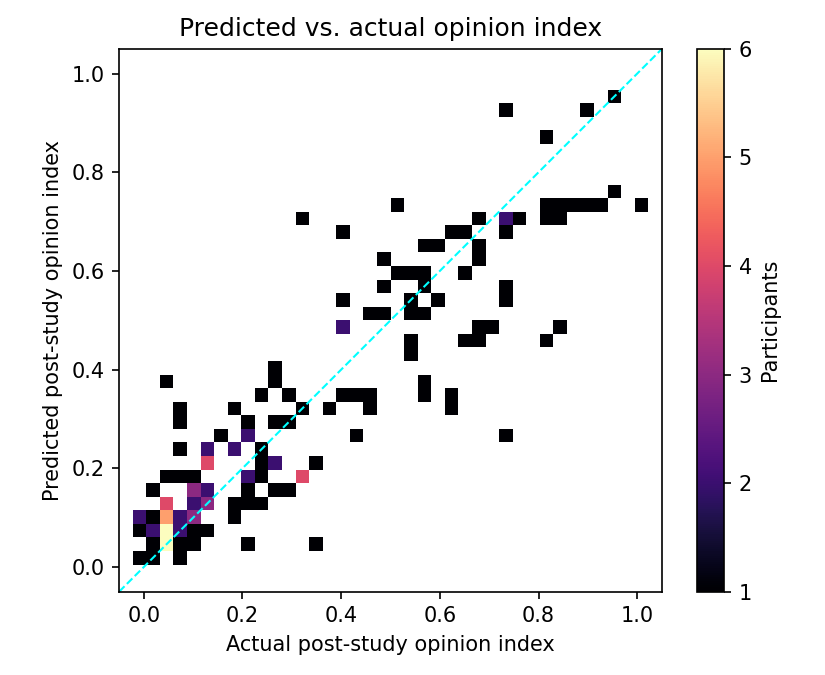 Predicted vs. actual opinion index
Predicted post-study opinion index
1.0
0.8
0.6
0.4
0.2
0.0
0.0 0.2 0.4 0.6 0.8 1.0
Actual post-study opinion index
6
5
4
3
2
1
Participants